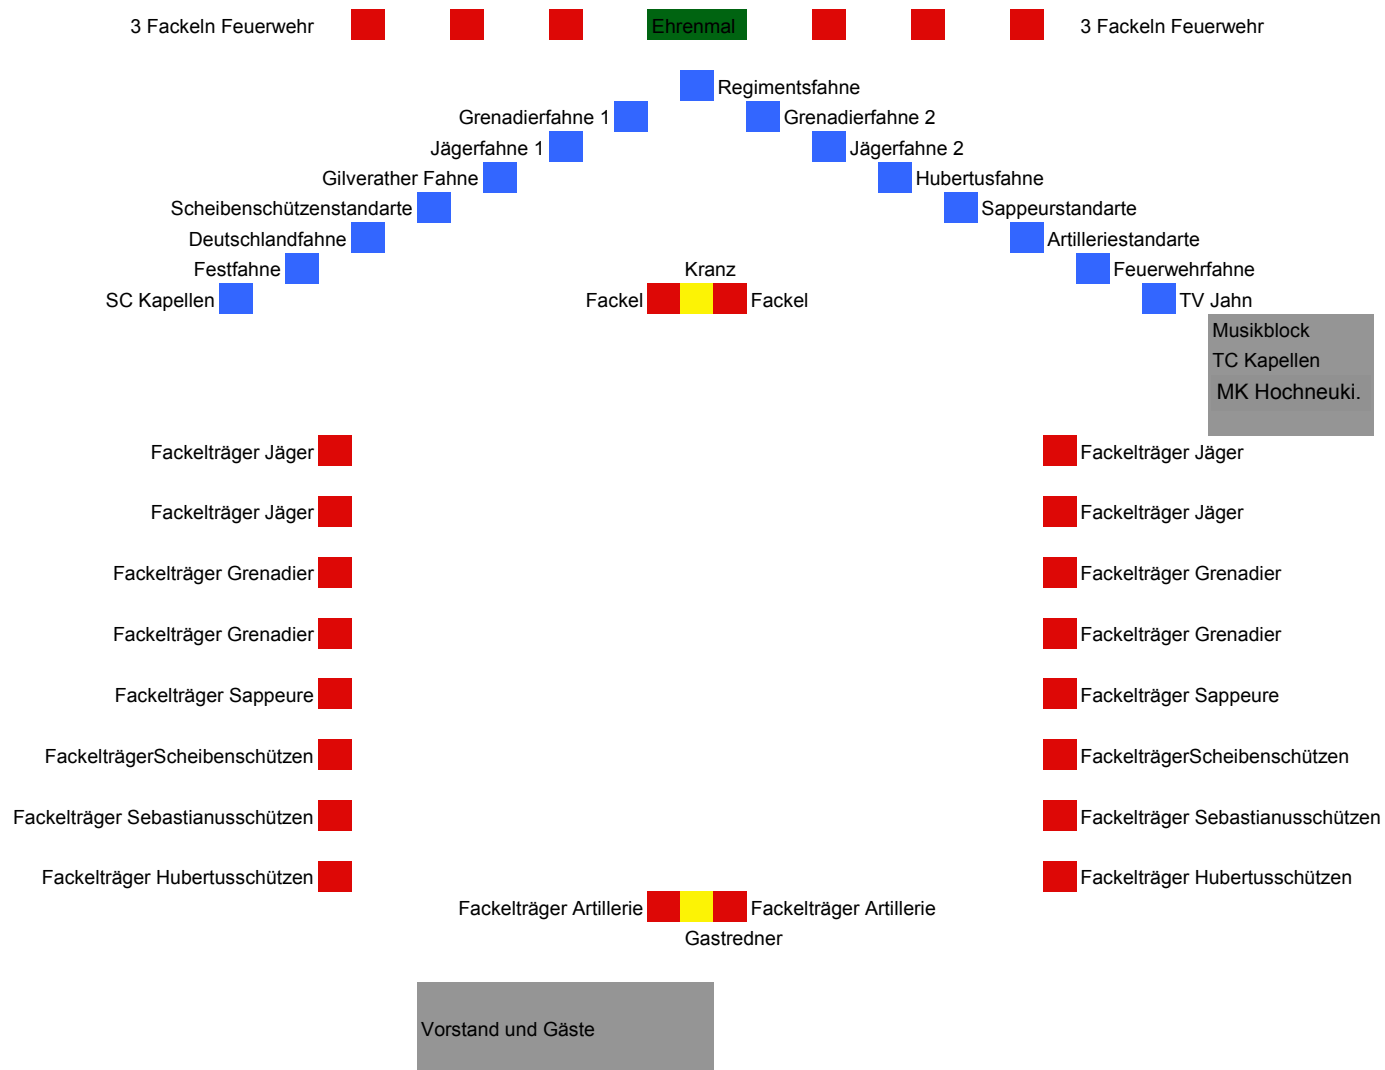 3 Fackeln Feuerwehr Ehrenmal 3 Fackeln Feuerwehr
Regimentsfahne
Grenadierfahne 1 Grenadierfahne 2
Jägerfahne 1 Jägerfahne 2
Gilverather Fahne Hubertusfahne
Scheibenschützenstandarte Sappeurstandarte
Deutschlandfahne Artilleriestandarte
Festfahne Kranz Feuerwehrfahne
SC Kapellen Fackel Fackel TV Jahn
Musikblock
TC Kapellen
MK Hochneuki.
Fackelträger Jäger Fackelträger Jäger
Fackelträger Jäger Fackelträger Jäger
Fackelträger Grenadier Fackelträger Grenadier
Fackelträger Grenadier Fackelträger Grenadier
Fackelträger Sappeure Fackelträger Sappeure
FackelträgerScheibenschützen FackelträgerScheibenschützen
Fackelträger Sebastianusschützen Fackelträger Sebastianusschützen
Fackelträger Hubertusschützen Fackelträger Hubertusschützen
Fackelträger Artillerie Fackelträger Artillerie
Gastredner
Vorstand und Gäste